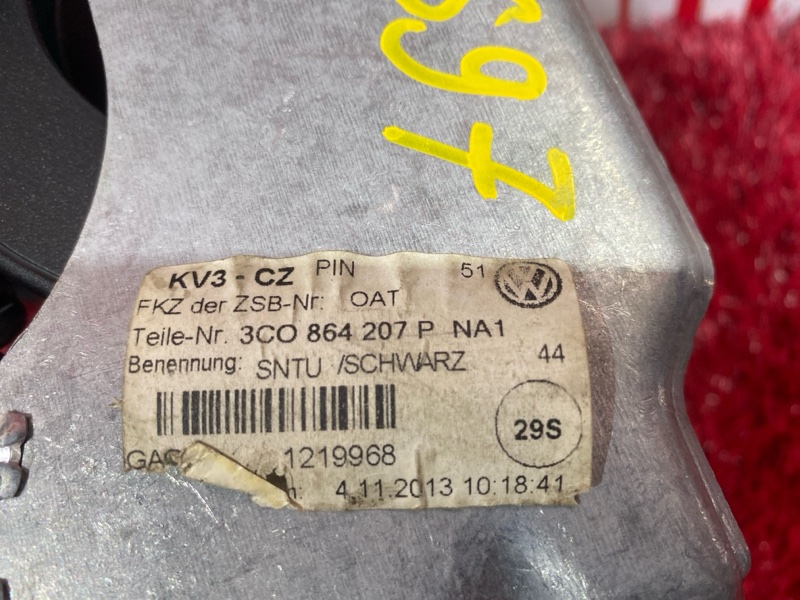 97
KV3 - CZ PIN 51
FKZ der ZSB-Nr: OAT
Teile-Nr. 3C0 864 207 P NA1
Benennung: SNTU /SCHWARZ 44
29S
1219968
4.11.2013 10:18:41